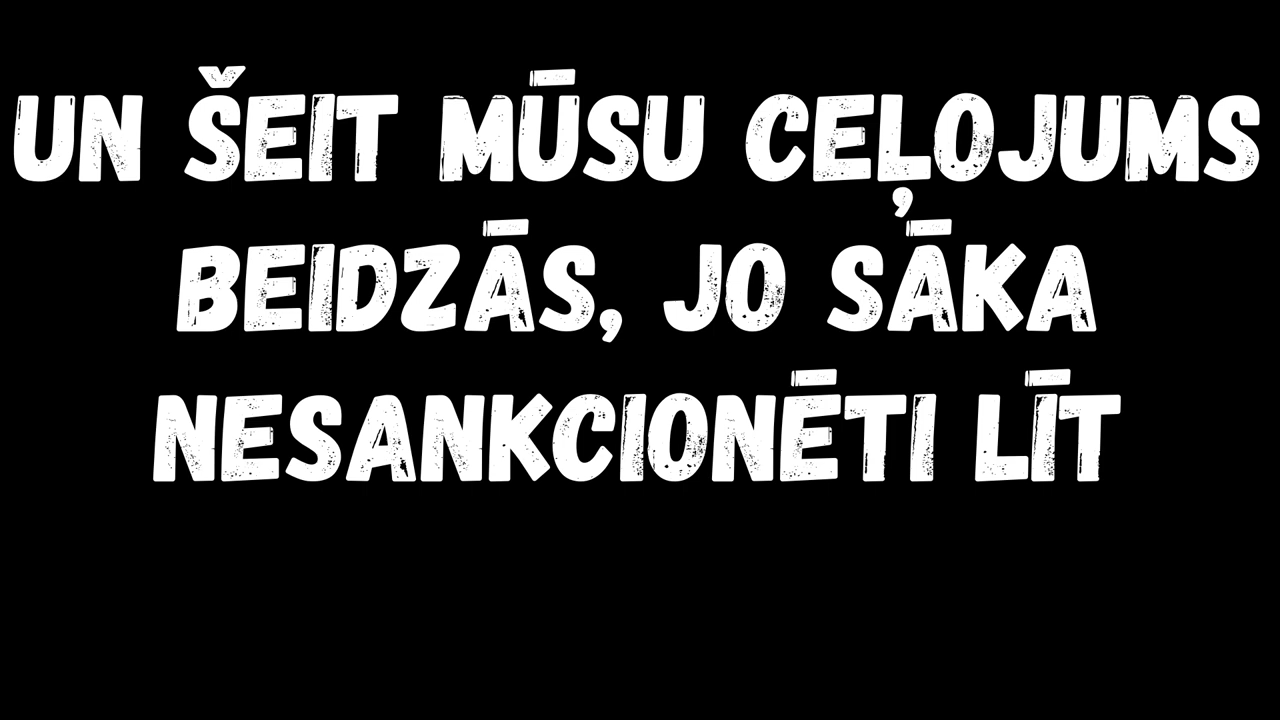 UN ŠEIT MŪSU CEĻOJUMS
BEIDZĀS, JO SĀKA
NESANKCIONĒTI LĪT